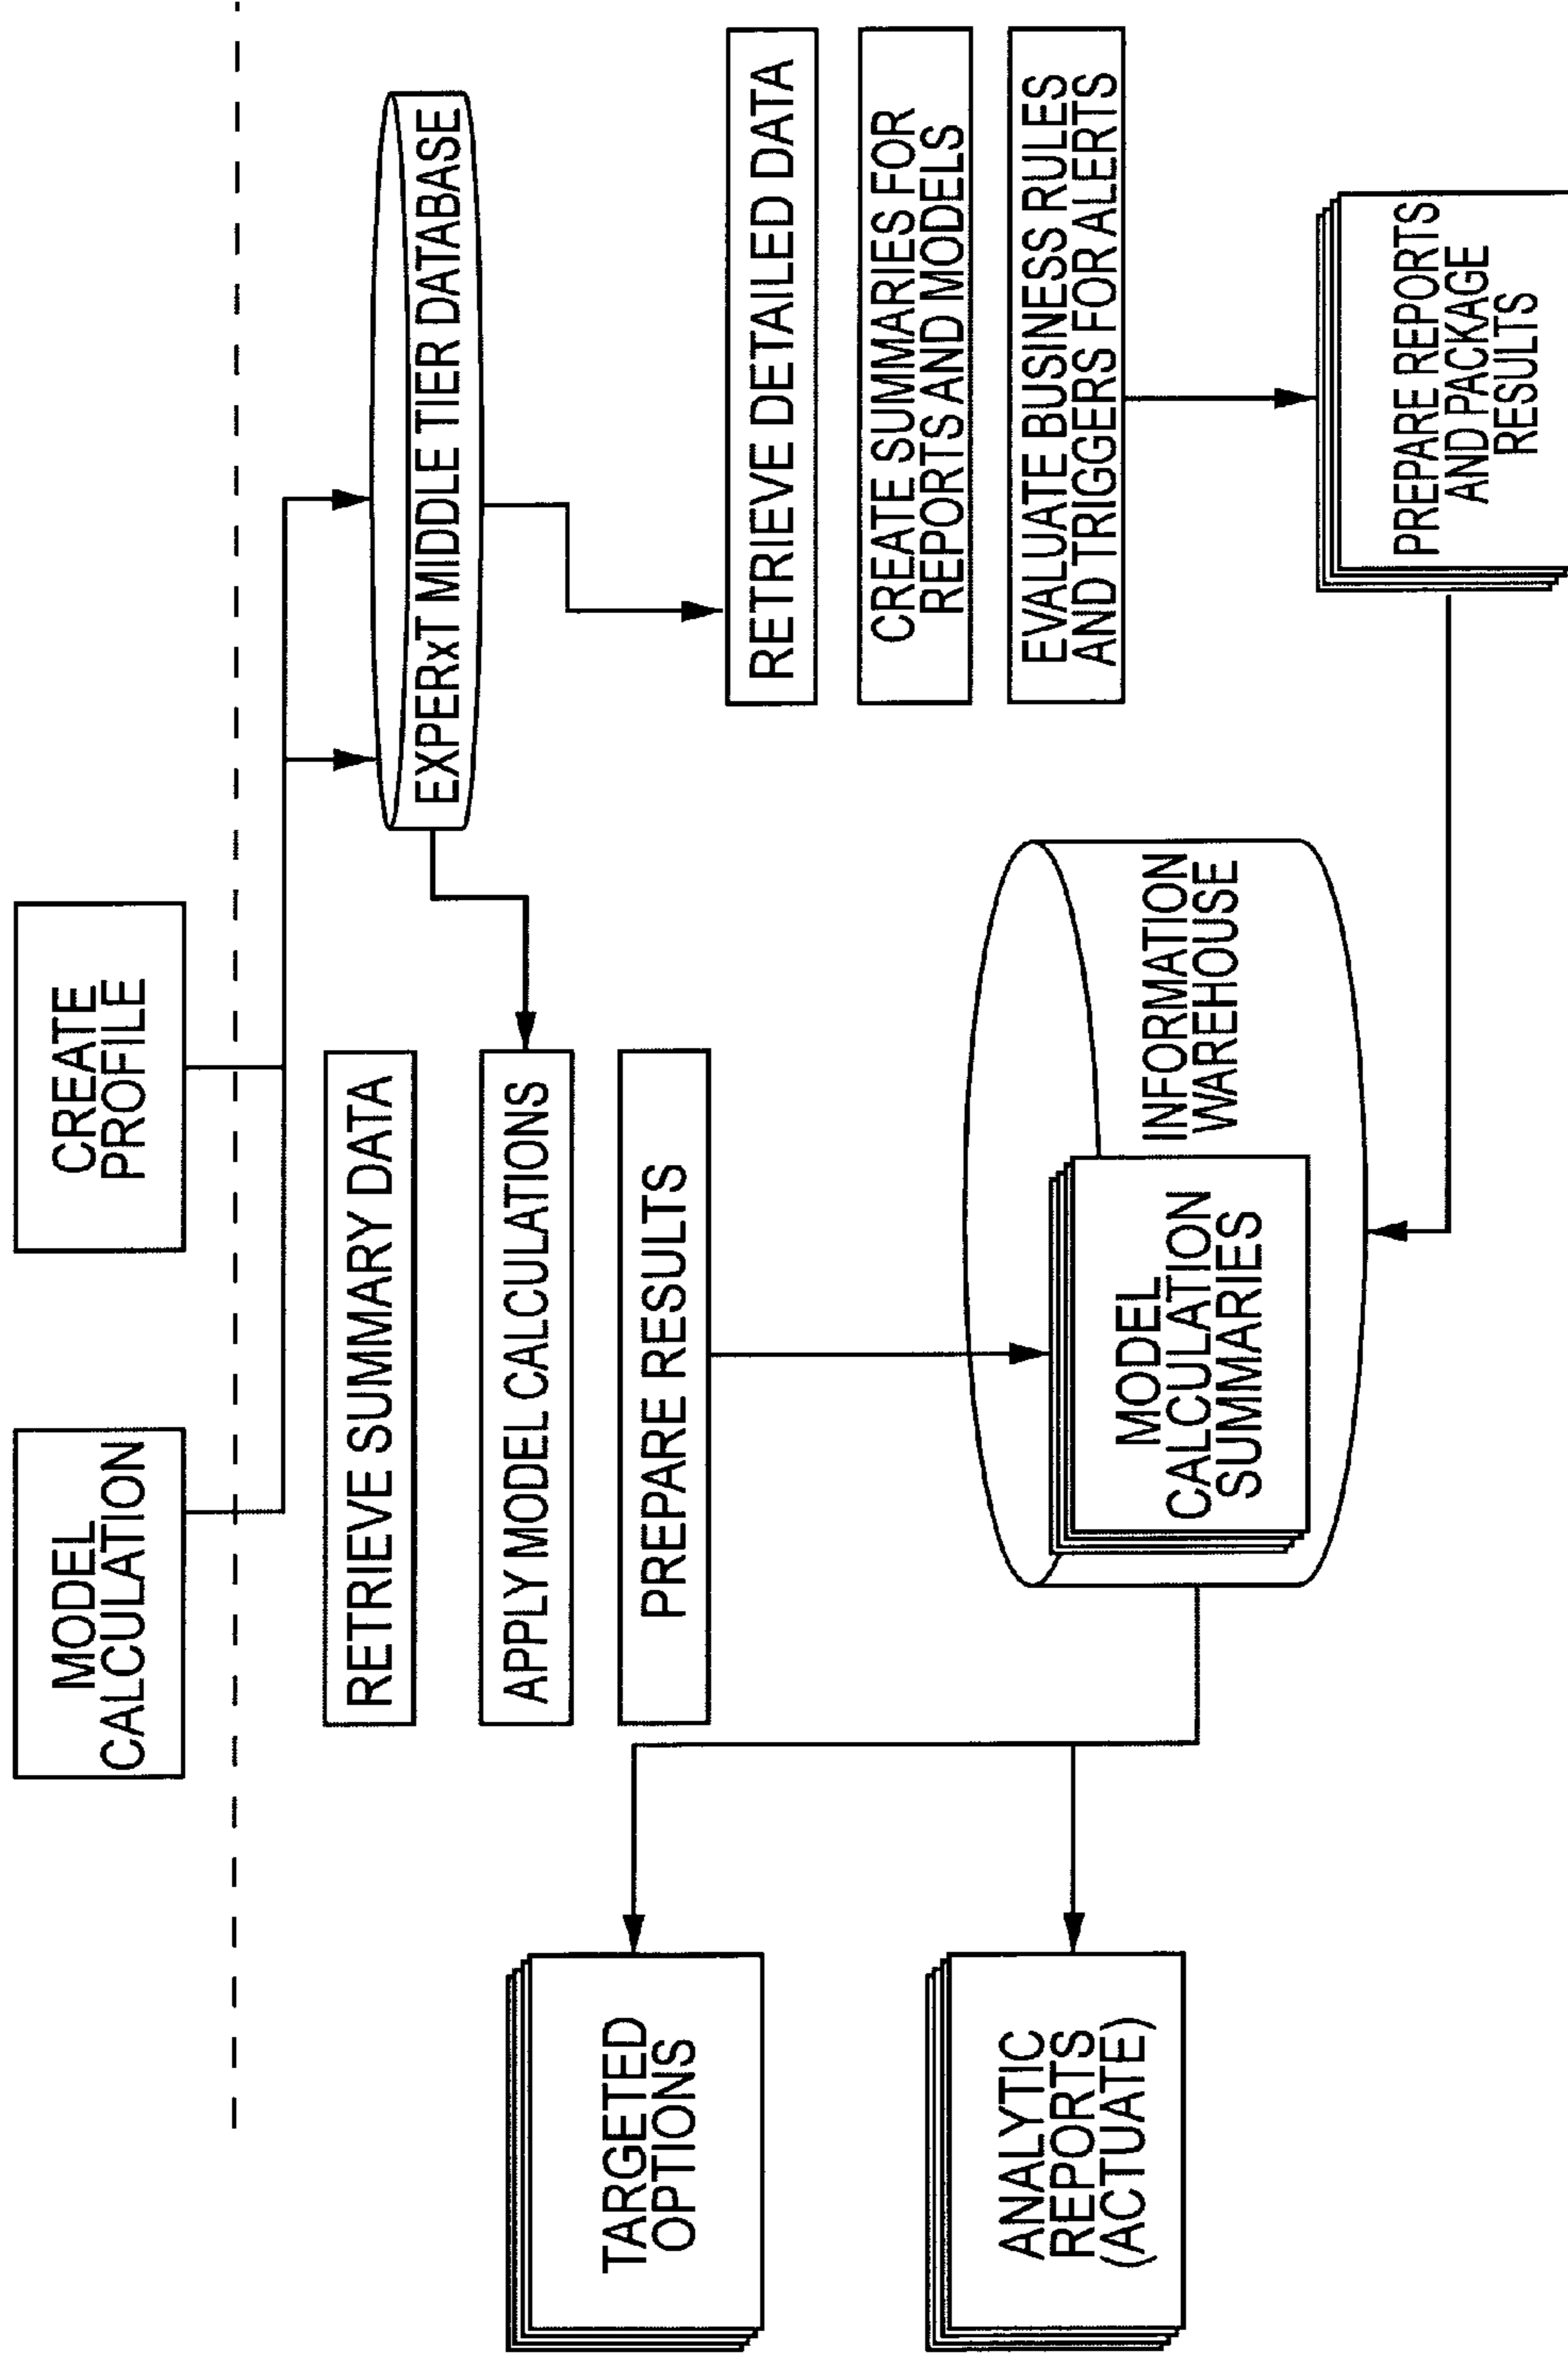 MODEL
CALCULATION
CREATE
PROFILE
EXPERxT MIDDLE TIER DATABASE
RETRIEVE SUMMARY DATA
APPLY MODEL CALCULATIONS
PREPARE RESULTS
RETRIEVE DETAILED DATA
CREATE SUMMARIES FOR
REPORTS AND MODELS
EVALUATE BUSINESS RULES
AND TRIGGERS FOR ALERTS
TARGETED
OPTIONS
ANALYTIC
REPORTS
(ACTUATE)
MODEL
CALCULATION
SUMMARIES
INFORMATION
WAREHOUSE
PREPARE REPORTS
AND PACKAGE
RESULTS